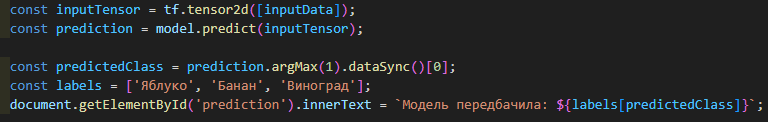 const inputTensor = tf.tensor2d([inputData]);
const prediction = model.predict(inputTensor);
const predictedClass = prediction.argMax(1).dataSync()[0];
const labels = ['Яблуко', 'Банан', 'Виноград'];
document.getElementById('prediction').innerText = `Модель передбачила: ${labels[predictedClass]}`;